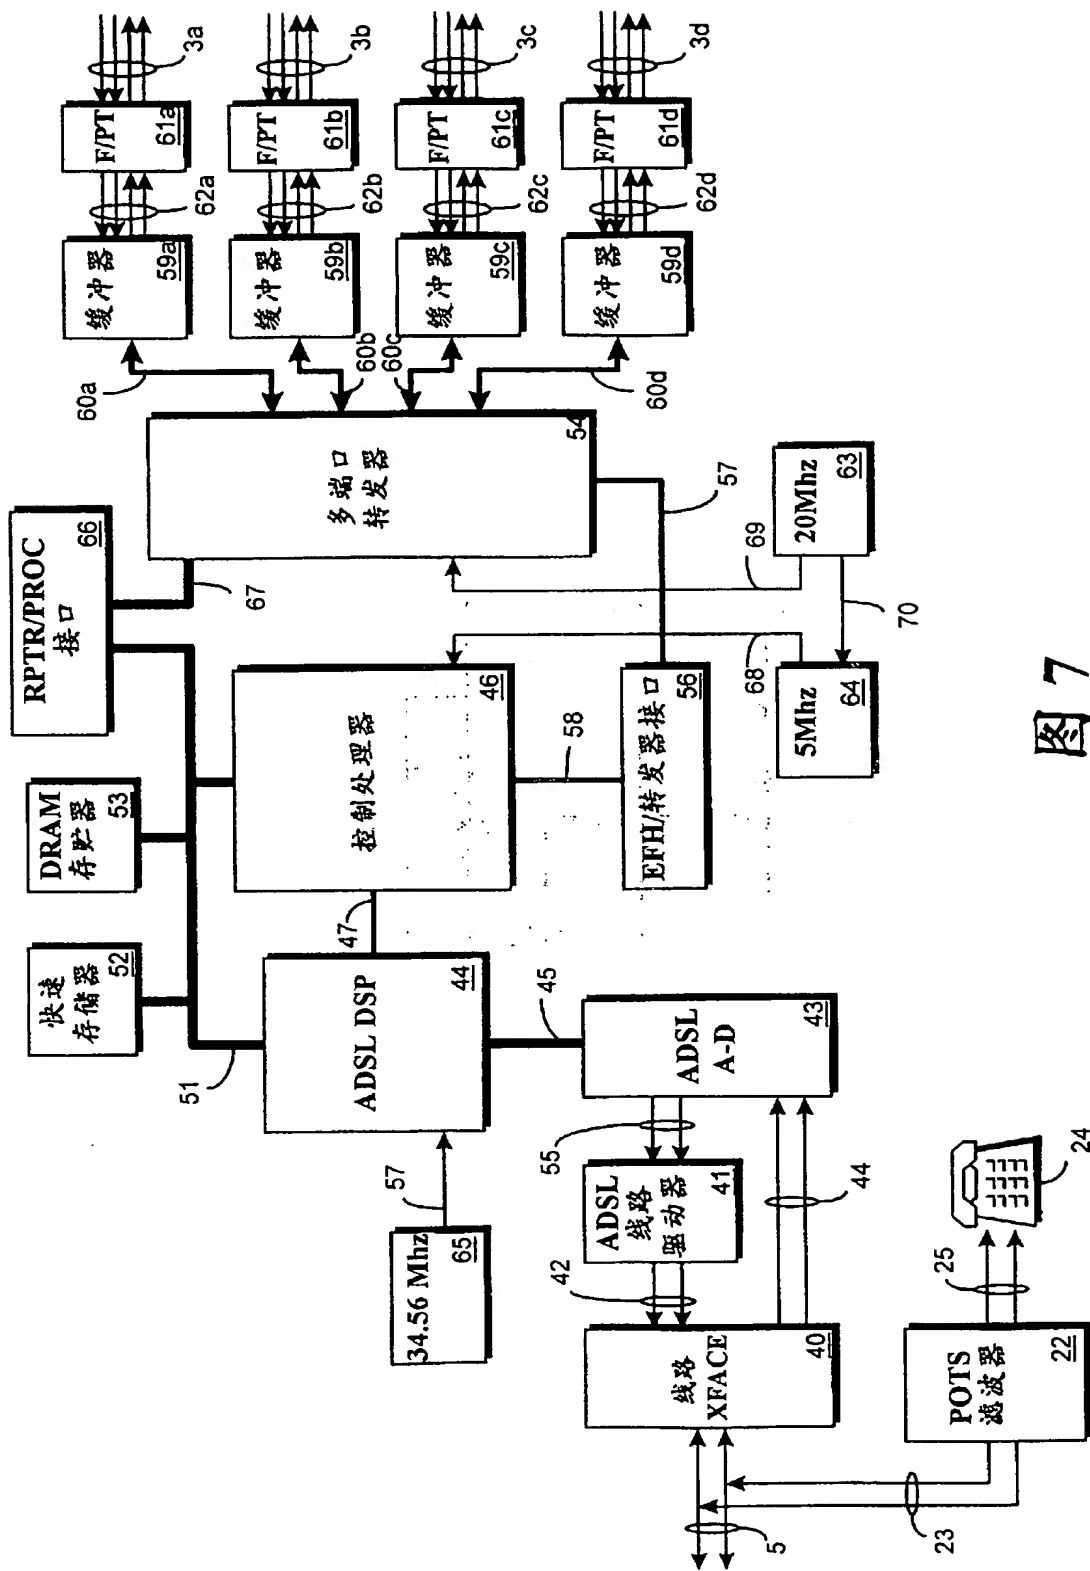 3a
3b
3c
3d
F/PT
61a
F/PT
61b
F/PT
61c
F/PT
61d
62a
62b
62c
62d
缓冲器
59a
缓冲器
59b
缓冲器
59c
缓冲器
59d
60a
60b
60c
60d
RPTR/PROC
接口
66
67
多端口
转发器
54
57
20Mhz
63
69
70
68
5Mhz
64
DRAM
存贮器
53
控制处理器
46
58
EFH/转发器接口
56
47
快速
存储器
52
51
ADSL DSP
44
45
57
34.56 Mhz
65
ADSL
A-D
43
55
ADSL
线路
驱动器
41
42
44
线路
XFACE
40
5
23
POTS
滤波器
22
25
24
图 7